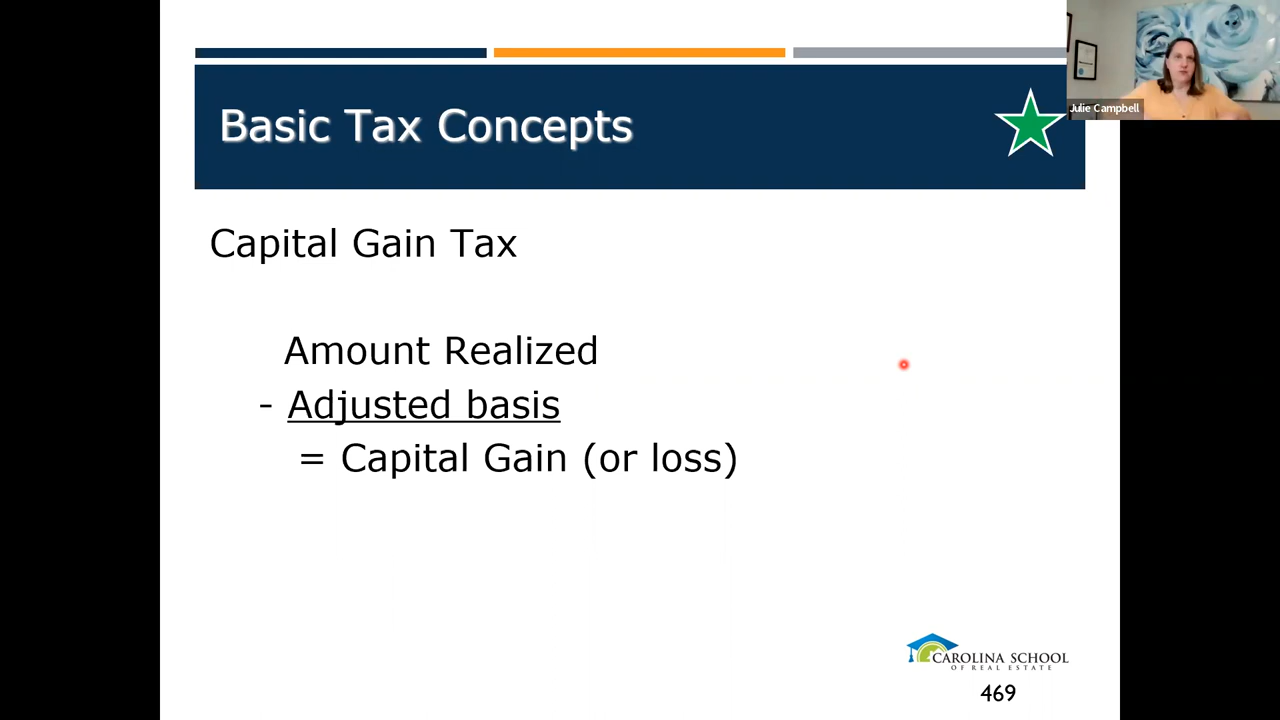 Julie Campbell
Basic Tax Concepts
Capital Gain Tax
Amount Realized
- Adjusted basis
= Capital Gain (or loss)
CAROLINA SCHOOL
OF REAL ESTATE
469